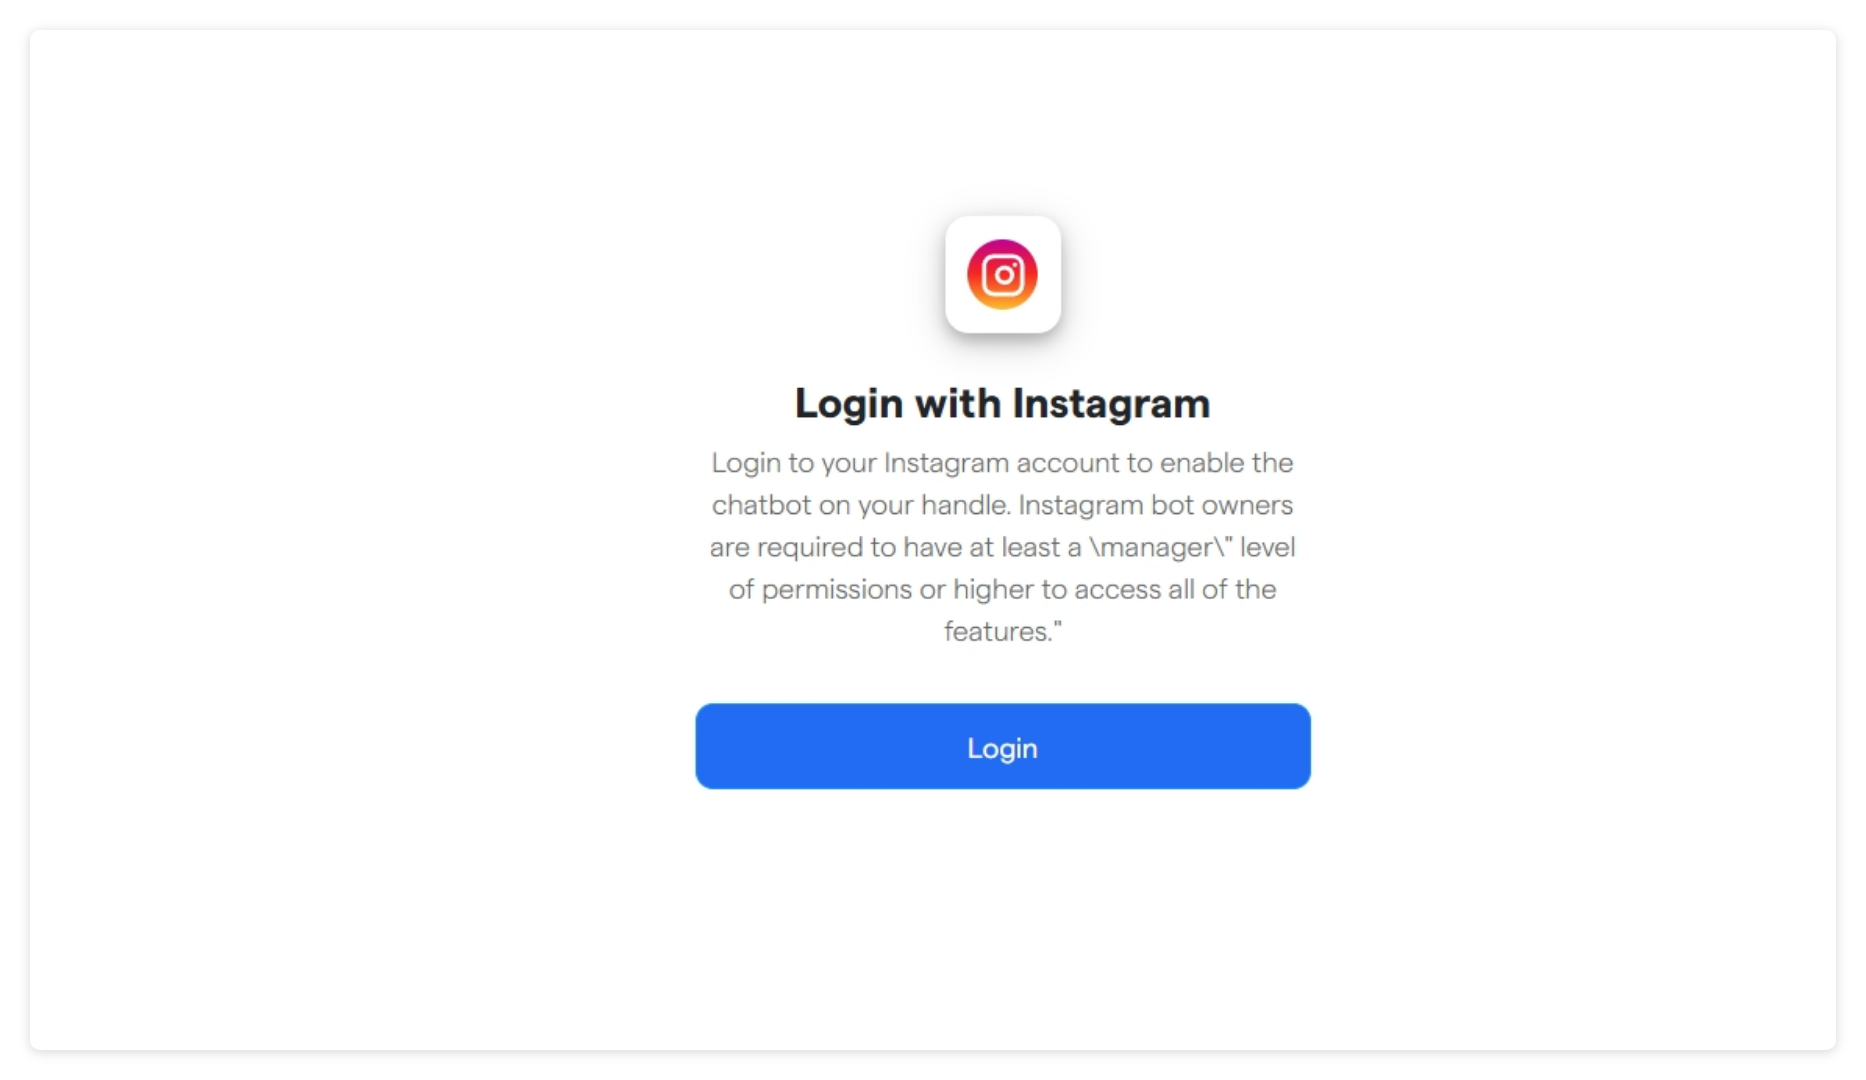 Login with Instagram
Login to your Instagram account to enable the
chatbot on your handle. Instagram bot owners
are required to have at least a \manager\" level
of permissions or higher to access all of the
features."
Login